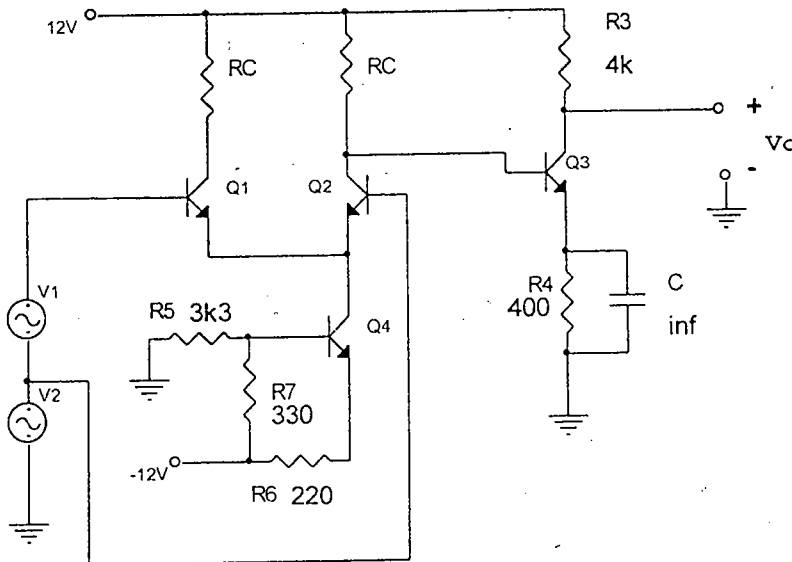 12V
R3
4k
RC
RC
+
Vo
-
Q1
Q2
Q3
V1
R5 3k3
Q4
R4
400
C
inf
V2
R7
330
-12V
R6 220